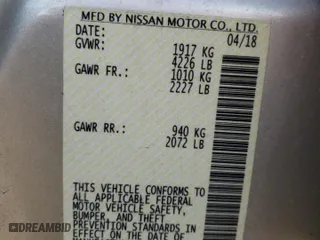 MFD BY NISSAN MOTOR CO., LTD.
DATE: 04/18
GVWR: 1917 KG
4226 LB
GAWR FR.: 1010 KG
2227 LB
GAWR RR.: 940 KG
2072 LB
THIS VEHICLE CONFORMS TO
ALL APPLICABLE FEDERAL
MOTOR VEHICLE SAFETY,
BUMPER, AND THEFT
PREVENTION STANDARDS
IN EFFECT ON THE DATE
DREAMBID